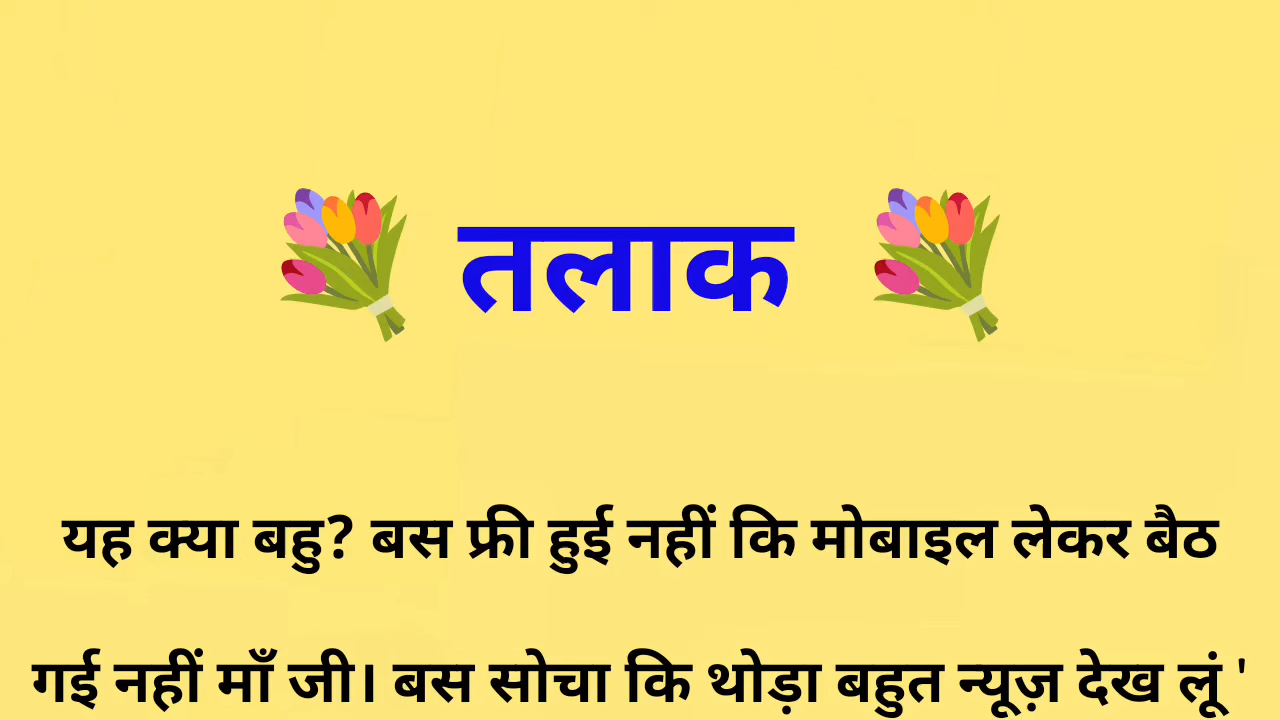 तलाक
यह क्या बहु? बस फ्री हुई नहीं कि मोबाइल लेकर बैठ
गई नहीं माँ जी। बस सोचा कि थोड़ा बहुत न्यूज़ देख लूं '